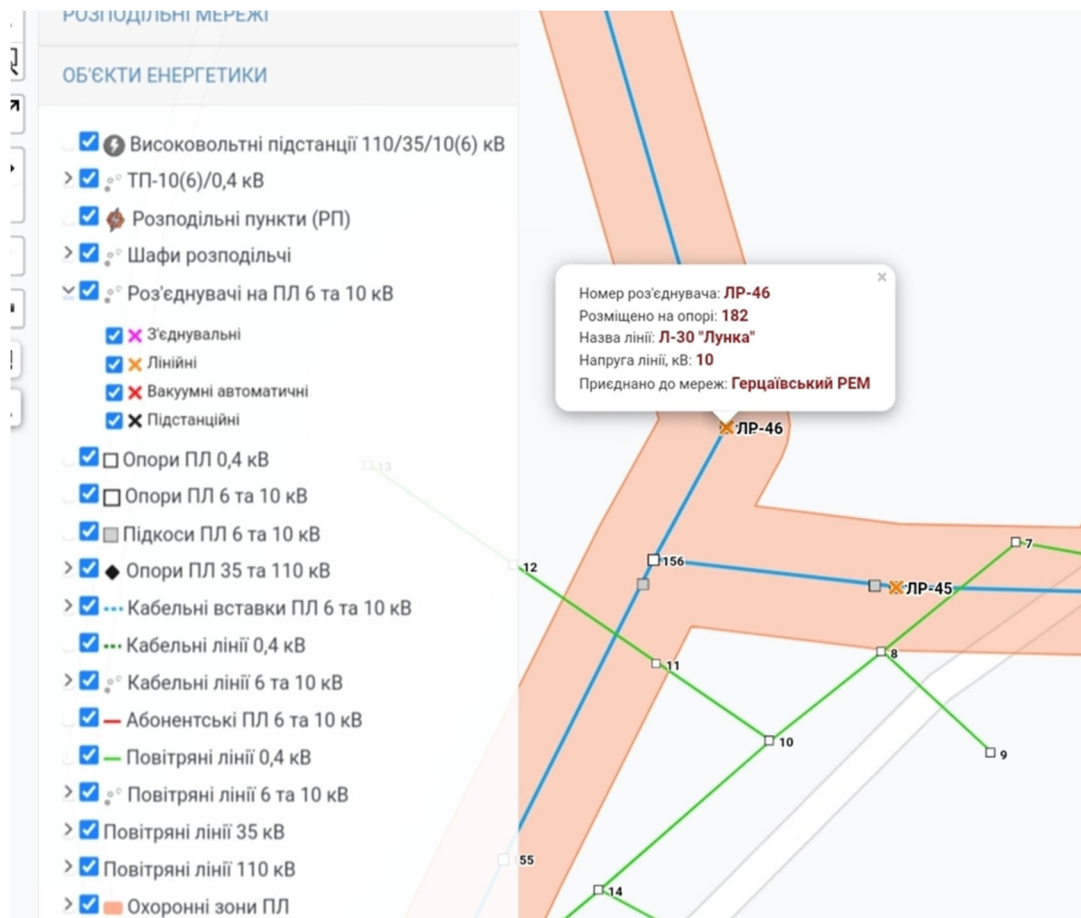 РОЗПОДІЛЬНІ МЕРЕЖІ
ОБ'ЄКТИ ЕНЕРГЕТИКИ
Високовольтні підстанції 110/35/10(6) кВ
ТП-10(6)/0,4 кВ
Розподільні пункти (РП)
Шафи розподільчі
Роз'єднувачі на ПЛ 6 та 10 кВ
З'єднувальні
Лінійні
Вакуумні автоматичні
Підстанційні
Опори ПЛ 0,4 кВ
Опори ПЛ 6 та 10 кВ
Підкоси ПЛ 6 та 10 кВ
Опори ПЛ 35 та 110 кВ
Кабельні вставки ПЛ 6 та 10 кВ
Кабельні лінії 0,4 кВ
Кабельні лінії 6 та 10 кВ
Абонентські ПЛ 6 та 10 кВ
Повітряні лінії 0,4 кВ
Повітряні лінії 6 та 10 кВ
Повітряні лінії 35 кВ
Повітряні лінії 110 кВ
Охоронні зони ПЛ
Номер роз'єднувача: ЛР-46
Розміщено на опорі: 182
Назва лінії: Л-30 "Лунка"
Напруга лінії, кВ: 10
Приєднано до мереж: Герцаївський РЕМ
×
ЛР-46
13
12
156
7
ЛР-45
11
8
10
9
155
14